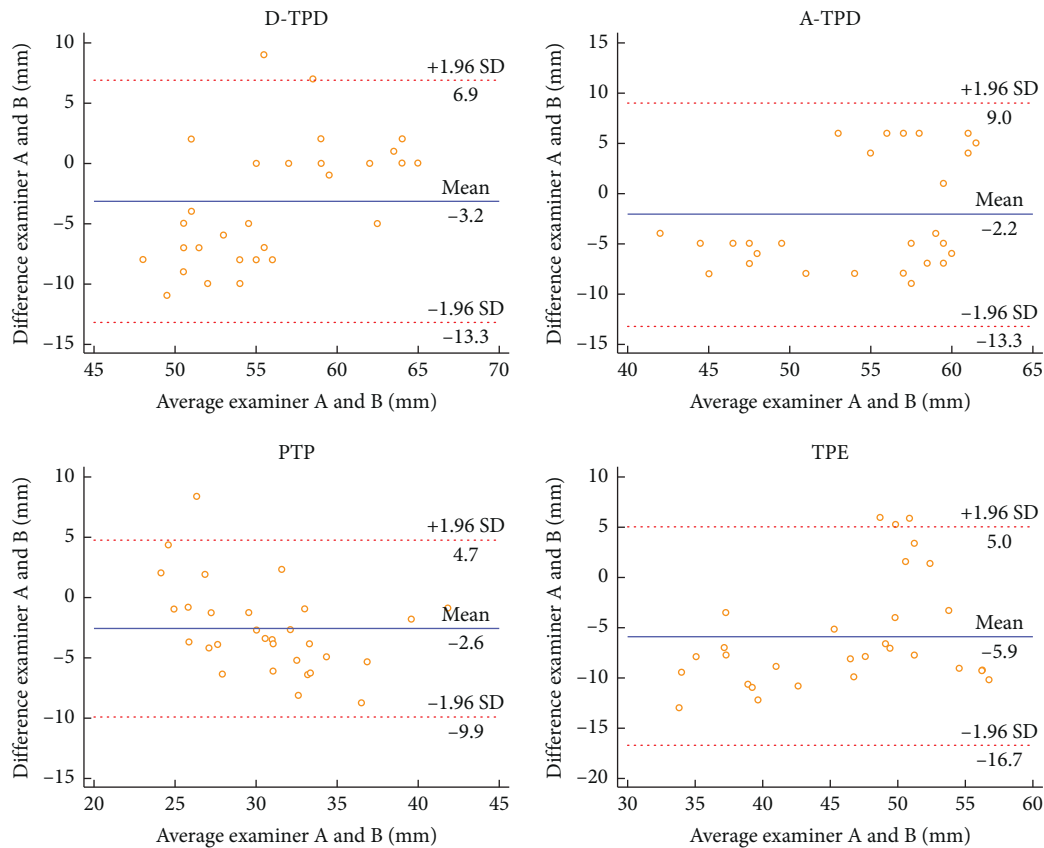 D-TPD
Difference examiner A and B (mm)
10
5
0
−5
−10
−15
+1.96 SD
6.9
Mean
−3.2
−1.96 SD
−13.3
45 50 55 60 65 70
Average examiner A and B (mm)
A-TPD
Difference examiner A and B (mm)
15
10
5
0
−5
−10
−15
+1.96 SD
9.0
Mean
−2.2
−1.96 SD
−13.3
40 45 50 55 60 65
Average examiner A and B (mm)
PTP
Difference examiner A and B (mm)
10
5
0
−5
−10
−15
+1.96 SD
4.7
Mean
−2.6
−1.96 SD
−9.9
20 25 30 35 40 45
Average examiner A and B (mm)
TPE
Difference examiner A and B (mm)
10
5
0
−5
−10
−15
−20
+1.96 SD
5.0
Mean
−5.9
−1.96 SD
−16.7
30 35 40 45 50 55 60
Average examiner A and B (mm)